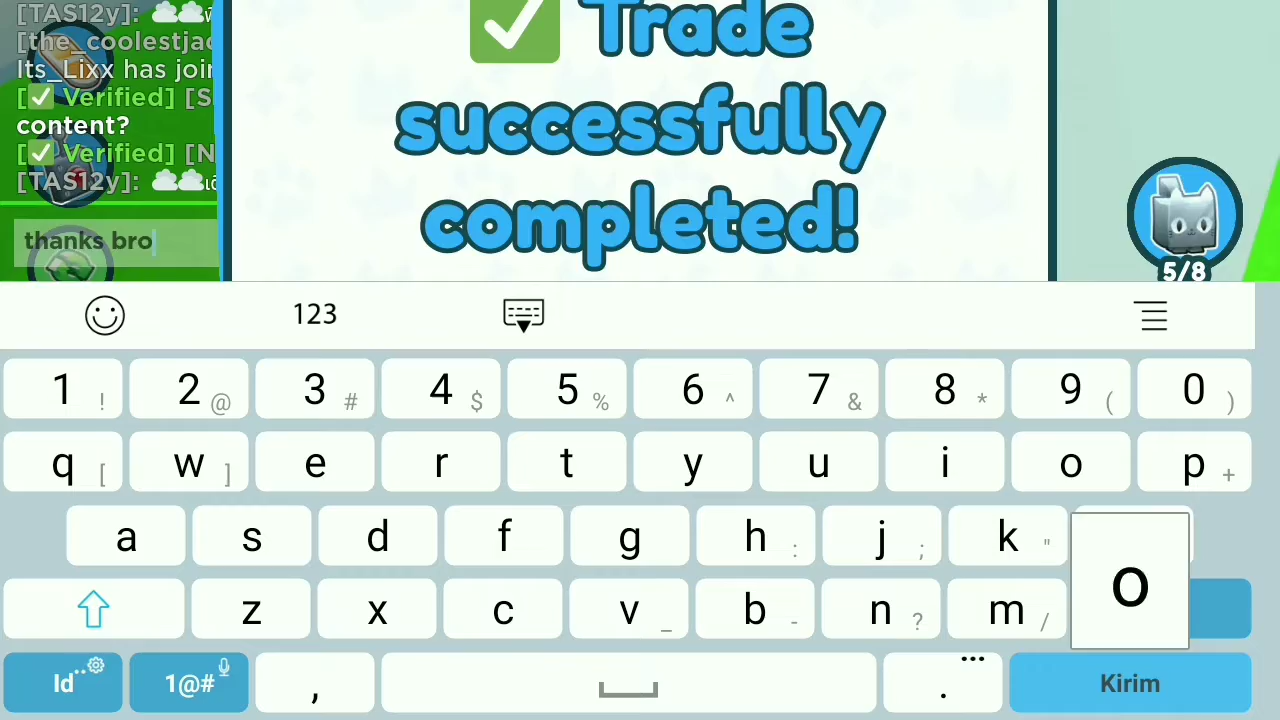 [TAS12y]:
[the_coolestjac
Its_Lixx has join
[✅ Verified] [S
content?
[✅ Verified] [N
[TAS12y]:
thanks bro
✅ Trade
successfully
completed!
5/8
123
1 ! 2 @ 3 # 4 $ 5 % 6 ^ 7 & 8 * 9 ( 0 )
q [ w ] e r t y u i o p +
a s d f g h : j ; k "
o
z x c v _ b - n ? m /
Id 1@# , . ... Kirim